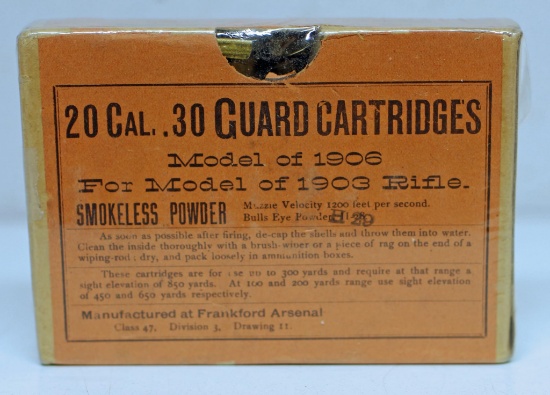 20 CAL. .30 GUARD CARTRIDGES
Model of 1906
For Model of 1903 Rifle.
SMOKELESS POWDER
Muzzle Velocity 1200 feet per second.
Bulls Eye Powder
As soon as possible after firing, de-cap the shells and throw them into water.
Clean the inside thoroughly with a brush-wiper or a piece of rag on the end of a
wiping-rod; dry, and pack loosely in ammunition boxes.
These cartridges are for use up to 300 yards and require at that range a
sight elevation of 850 yards. At 100 and 200 yards range use sight elevation
of 450 and 650 yards respectively.
Manufactured at Frankford Arsenal
Class 47, Division 3, Drawing 11.